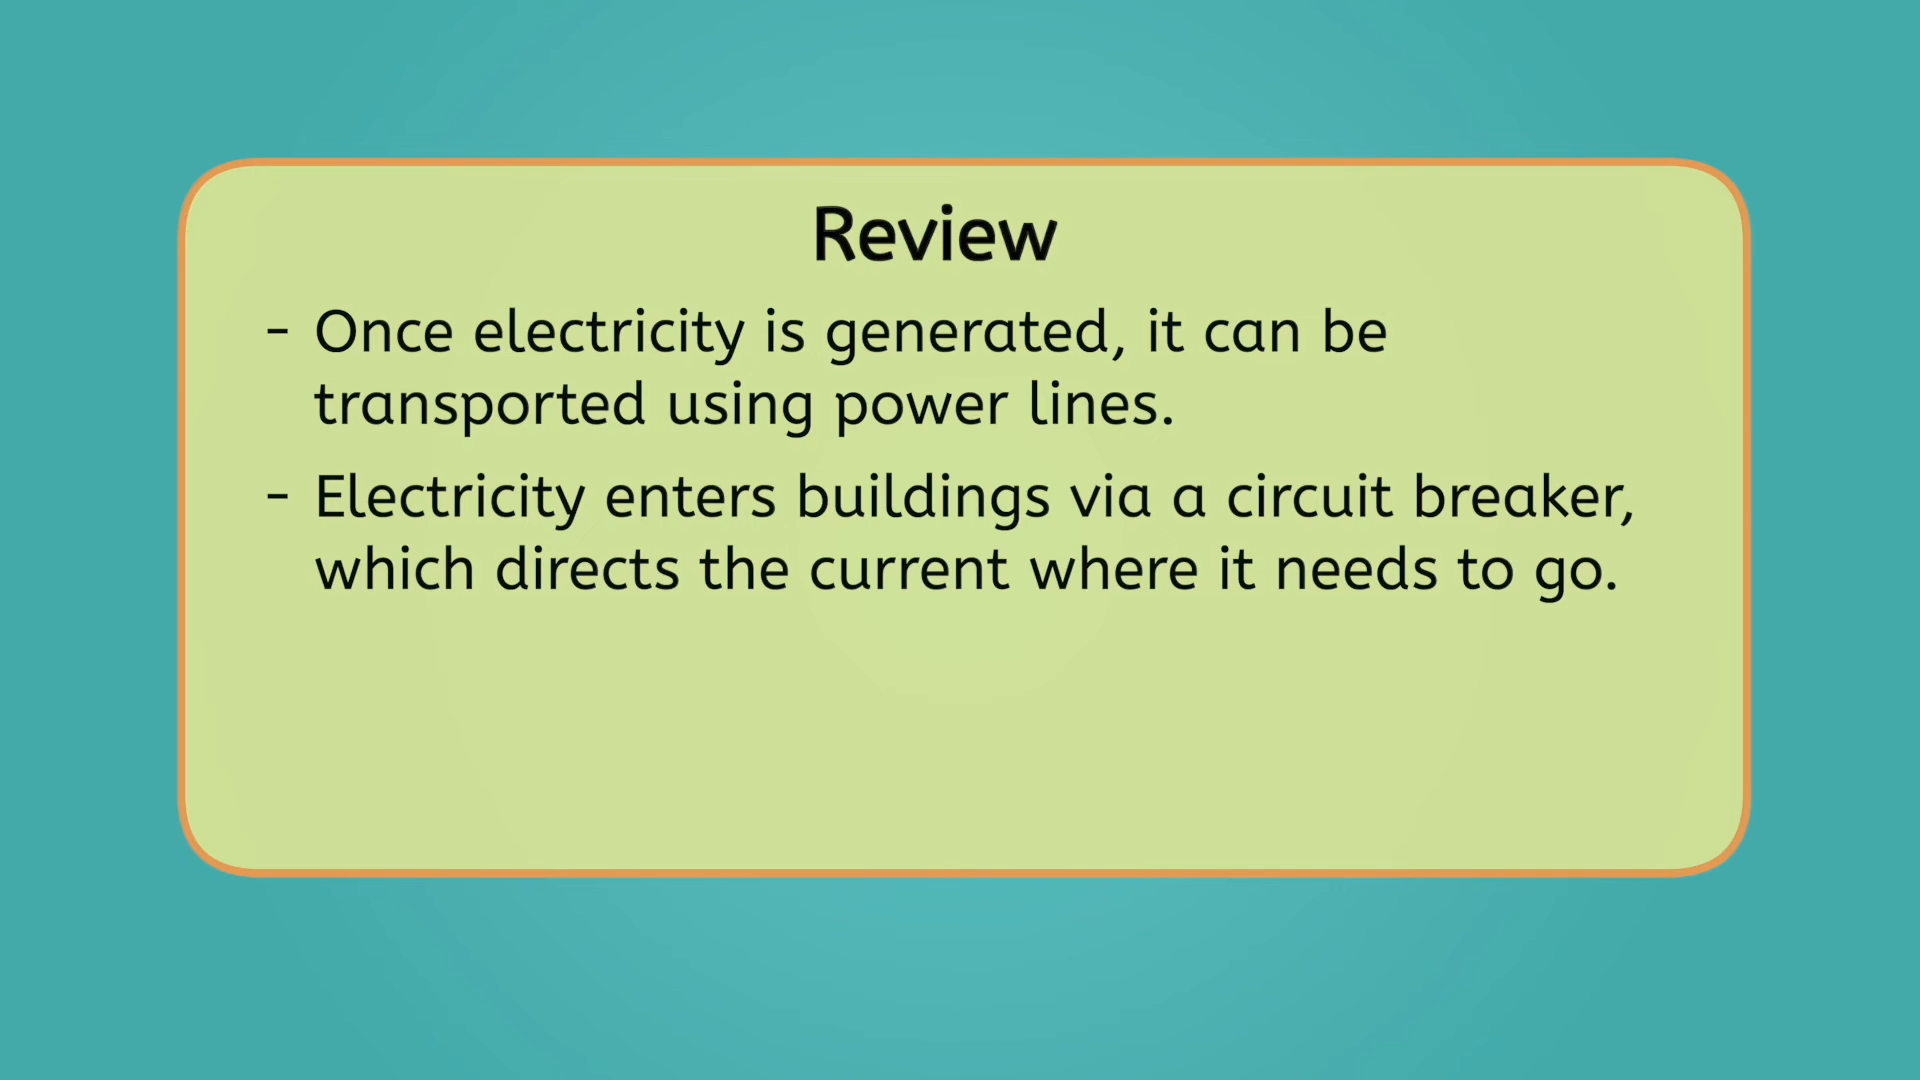 Review
- Once electricity is generated, it can be
transported using power lines.
- Electricity enters buildings via a circuit breaker,
which directs the current where it needs to go.